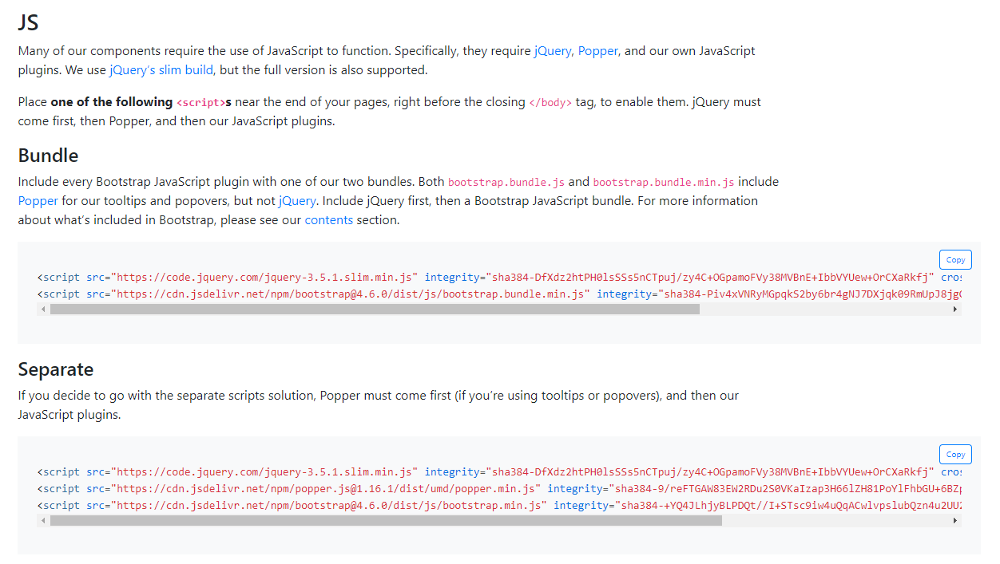 JS
Many of our components require the use of JavaScript to function. Specifically, they require jQuery, Popper, and our own JavaScript
plugins. We use jQuery’s slim build, but the full version is also supported.
Place one of the following <script>s near the end of your pages, right before the closing </body> tag, to enable them. jQuery must
come first, then Popper, and then our JavaScript plugins.
Bundle
Include every Bootstrap JavaScript plugin with one of our two bundles. Both bootstrap.bundle.js and bootstrap.bundle.min.js include
Popper for our tooltips and popovers, but not jQuery. Include jQuery first, then a Bootstrap JavaScript bundle. For more information
about what’s included in Bootstrap, please see our contents section.
Copy
<script src="https://code.jquery.com/jquery-3.5.1.slim.min.js" integrity="sha384-DfXdz2htPH0lsSSs5nCTpuj/zy4C+OGpamoFVy38MVBnE+IbbVYUew+OrCXaRkfj" cros
<script src="https://cdn.jsdelivr.net/npm/bootstrap@4.6.0/dist/js/bootstrap.bundle.min.js" integrity="sha384-Piv4xVNRyMGpqkS2by6br4gNJ7DXjqk09RmUpJ8jgG
Separate
If you decide to go with the separate scripts solution, Popper must come first (if you’re using tooltips or popovers), and then our
JavaScript plugins.
Copy
<script src="https://code.jquery.com/jquery-3.5.1.slim.min.js" integrity="sha384-DfXdz2htPH0lsSSs5nCTpuj/zy4C+OGpamoFVy38MVBnE+IbbVYUew+OrCXaRkfj" cros
<script src="https://cdn.jsdelivr.net/npm/popper.js@1.16.1/dist/umd/popper.min.js" integrity="sha384-9/reFTGAW83EW2RDu2S0VKaIzap3H66lZH81PoYlFhbGU+6BZp
<script src="https://cdn.jsdelivr.net/npm/bootstrap@4.6.0/dist/js/bootstrap.min.js" integrity="sha384-+YQ4JLhjyBLPDQt//I+STsc9iw4uQqACwlvpslubQzn4u2UU2